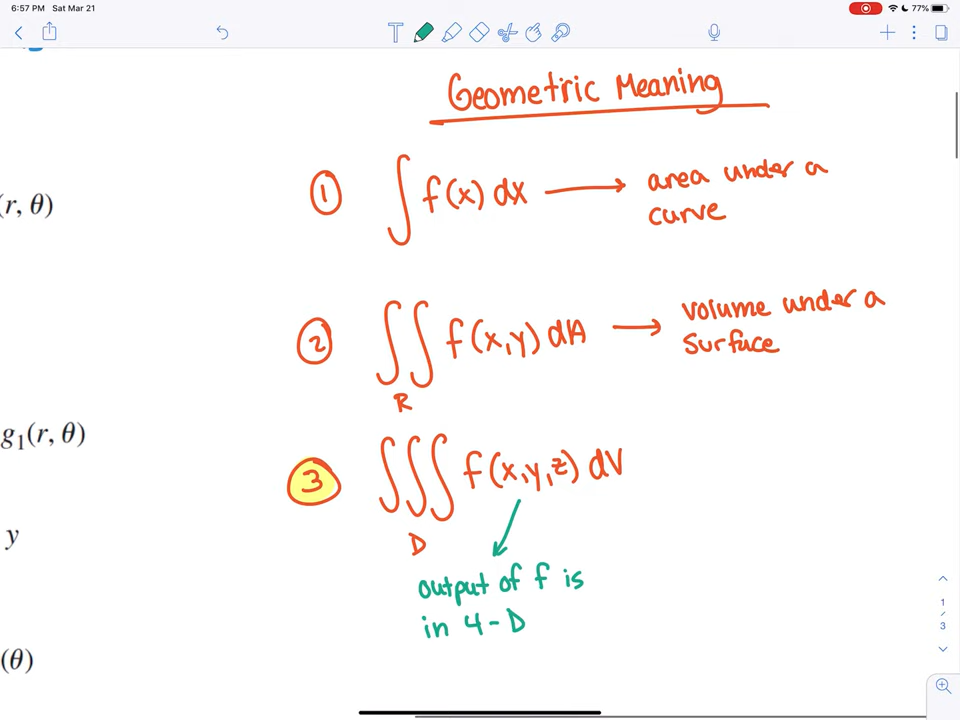 6:57 PM Sat Mar 21
77%
T
Geometric Meaning
(r, θ)
① ∫ f(x) dx ⟶ area under a
curve
② ∬ f(x,y) dA ⟶ volume under a
surface
R
g₁(r, θ)
③ ∭ f(x,y,z) dV
y
D
output of f is
in 4-D
1
/
3
(θ)